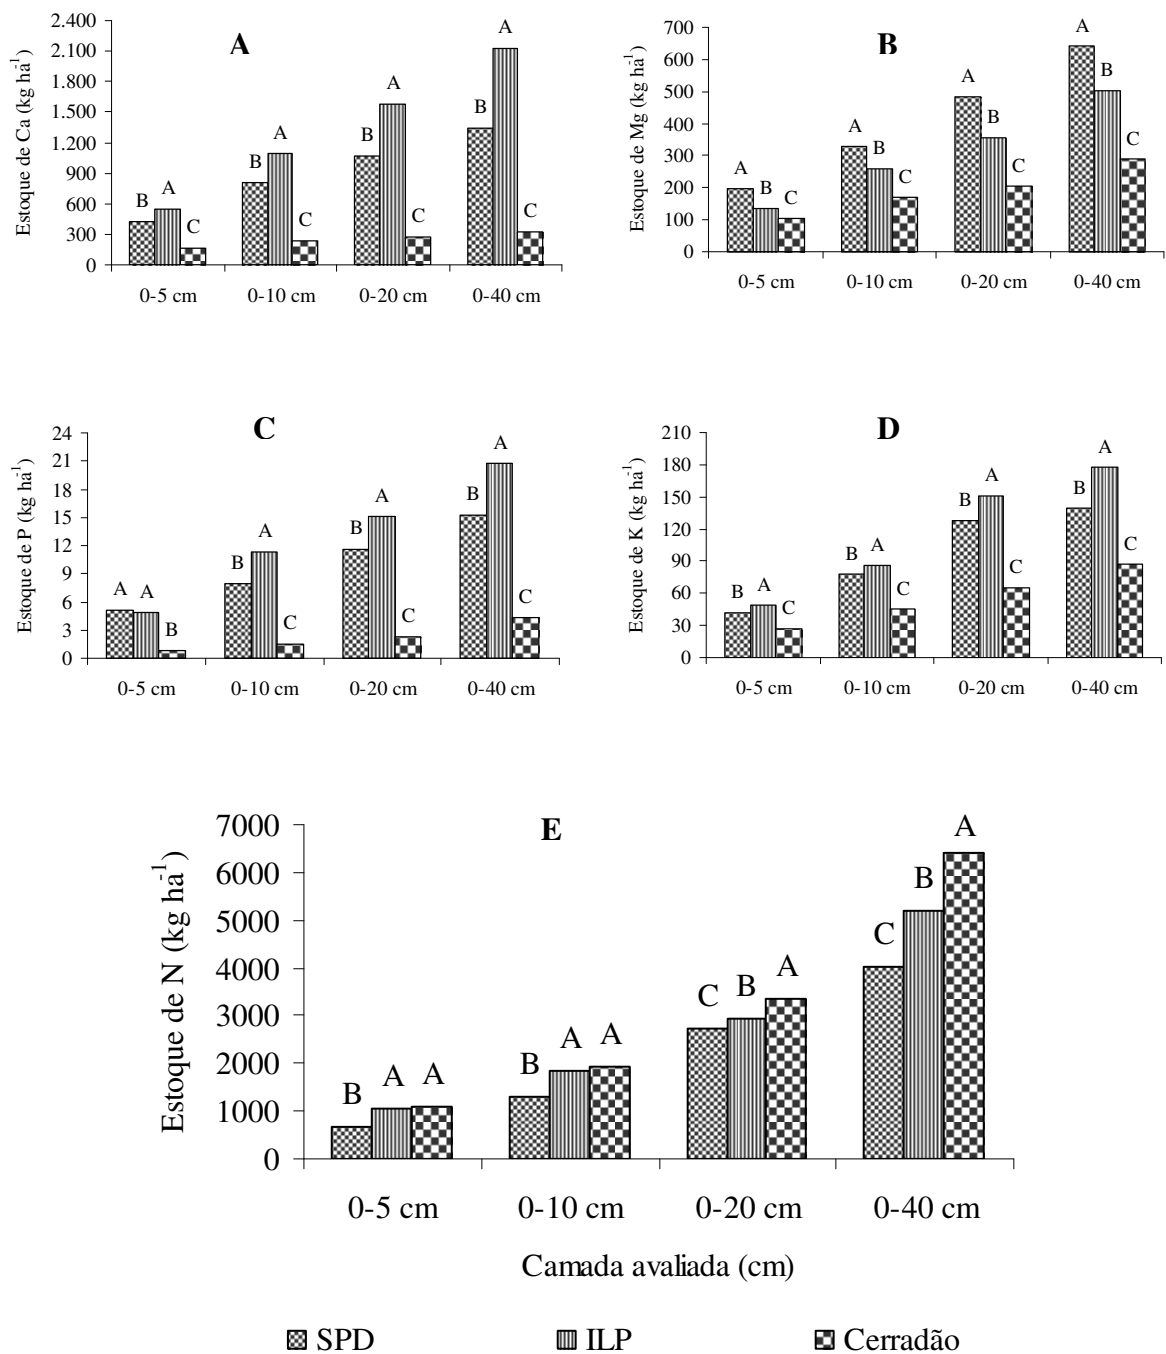 A
Estoque de Ca (kg ha⁻¹)
2.400
2.100
1.800
1.500
1.200
900
600
300
0
B A C
B A C
B A C
B A C
0-5 cm 0-10 cm 0-20 cm 0-40 cm
B
Estoque de Mg (kg ha⁻¹)
700
600
500
400
300
200
100
0
A B C
A B C
A B C
A B C
0-5 cm 0-10 cm 0-20 cm 0-40 cm
C
Estoque de P (kg ha⁻¹)
24
21
18
15
12
9
6
3
0
A A B
B A C
B A C
B A C
0-5 cm 0-10 cm 0-20 cm 0-40 cm
D
Estoque de K (kg ha⁻¹)
210
180
150
120
90
60
30
0
B A C
B A C
B A C
B A C
0-5 cm 0-10 cm 0-20 cm 0-40 cm
E
Estoque de N (kg ha⁻¹)
7000
6000
5000
4000
3000
2000
1000
0
B A A
B A A
C B A
C B A
0-5 cm 0-10 cm 0-20 cm 0-40 cm
Camada avaliada (cm)
SPD ILP Cerradão